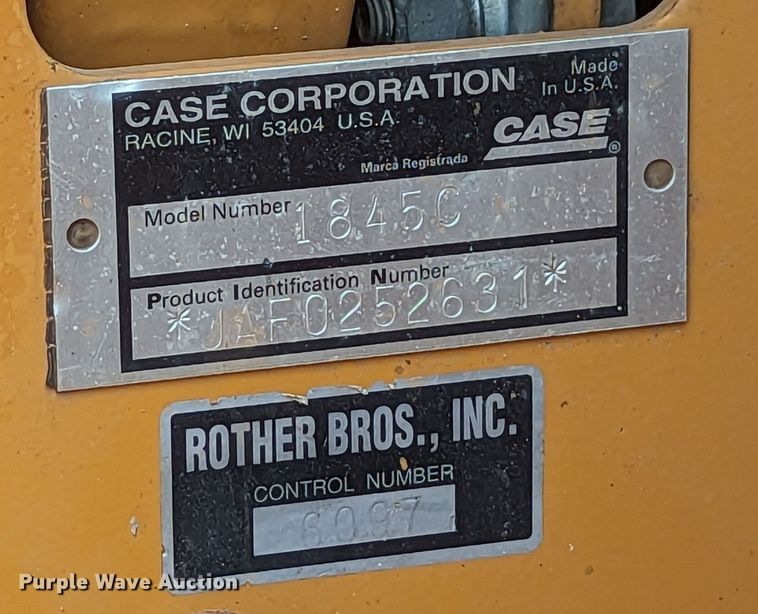 CASE CORPORATION
RACINE, WI 53404 U.S.A.
Made
In U.S.A.
CASE
®
Marca Registrada
Model Number 1845C
Product Identification Number
*JAF0252631*
ROTHER BROS., INC.
CONTROL NUMBER
6097
Purple Wave Auction